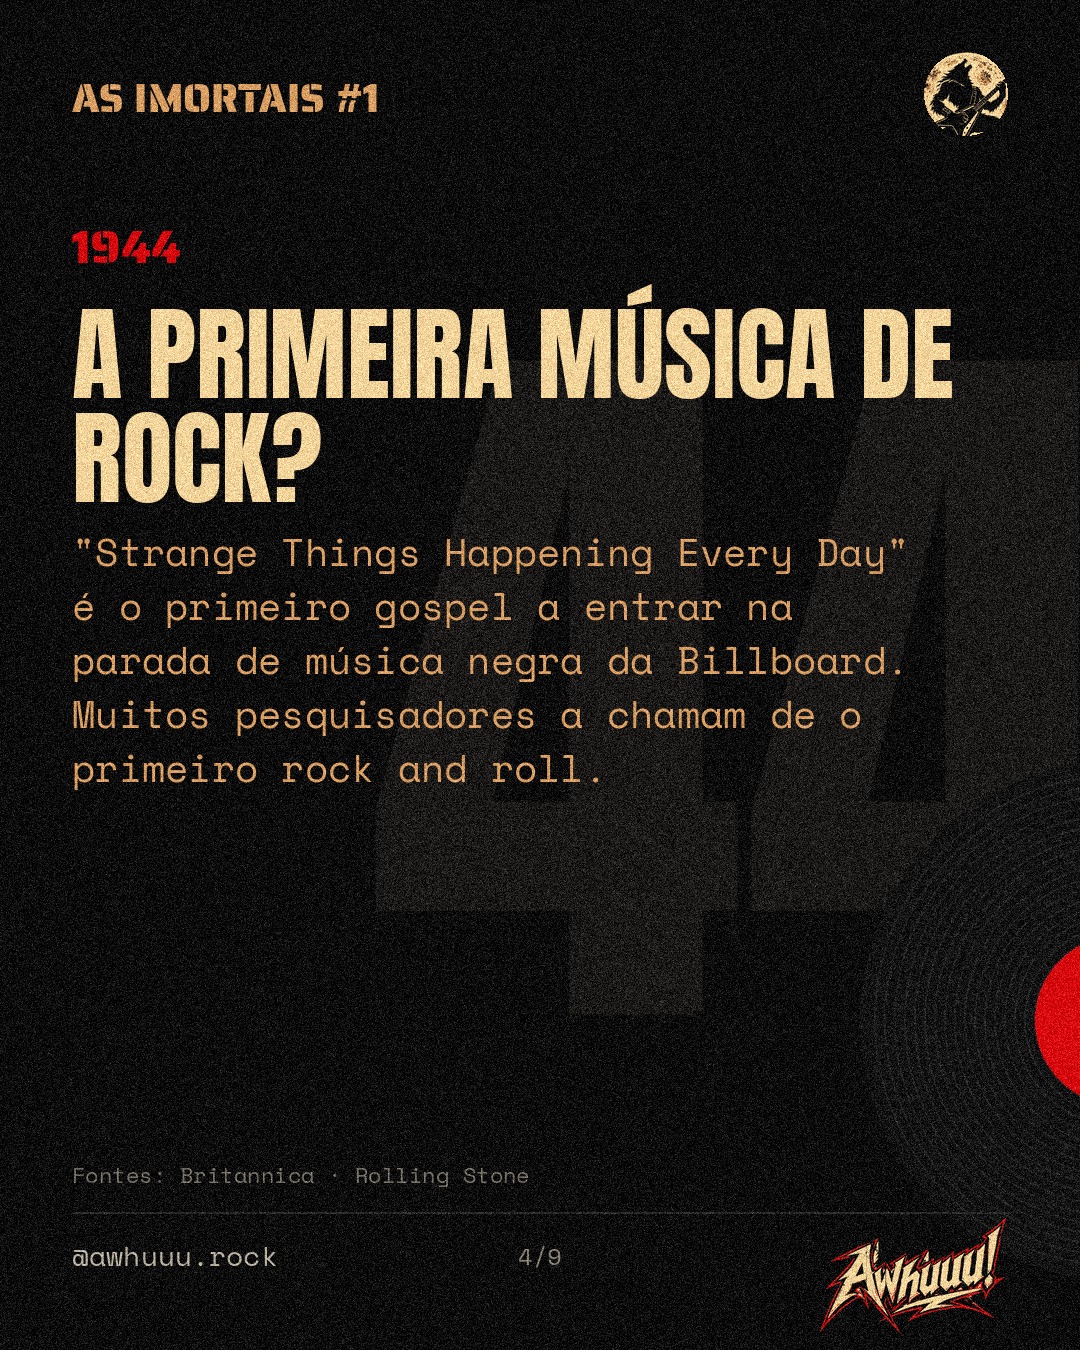 AS IMORTAIS #1
1944
A PRIMEIRA MÚSICA DE
ROCK?
"Strange Things Happening Every Day"
é o primeiro gospel a entrar na
parada de música negra da Billboard.
Muitos pesquisadores a chamam de o
primeiro rock and roll.
44
Fontes: Britannica · Rolling Stone
@awhuuu.rock
4/9
Awhuuu!